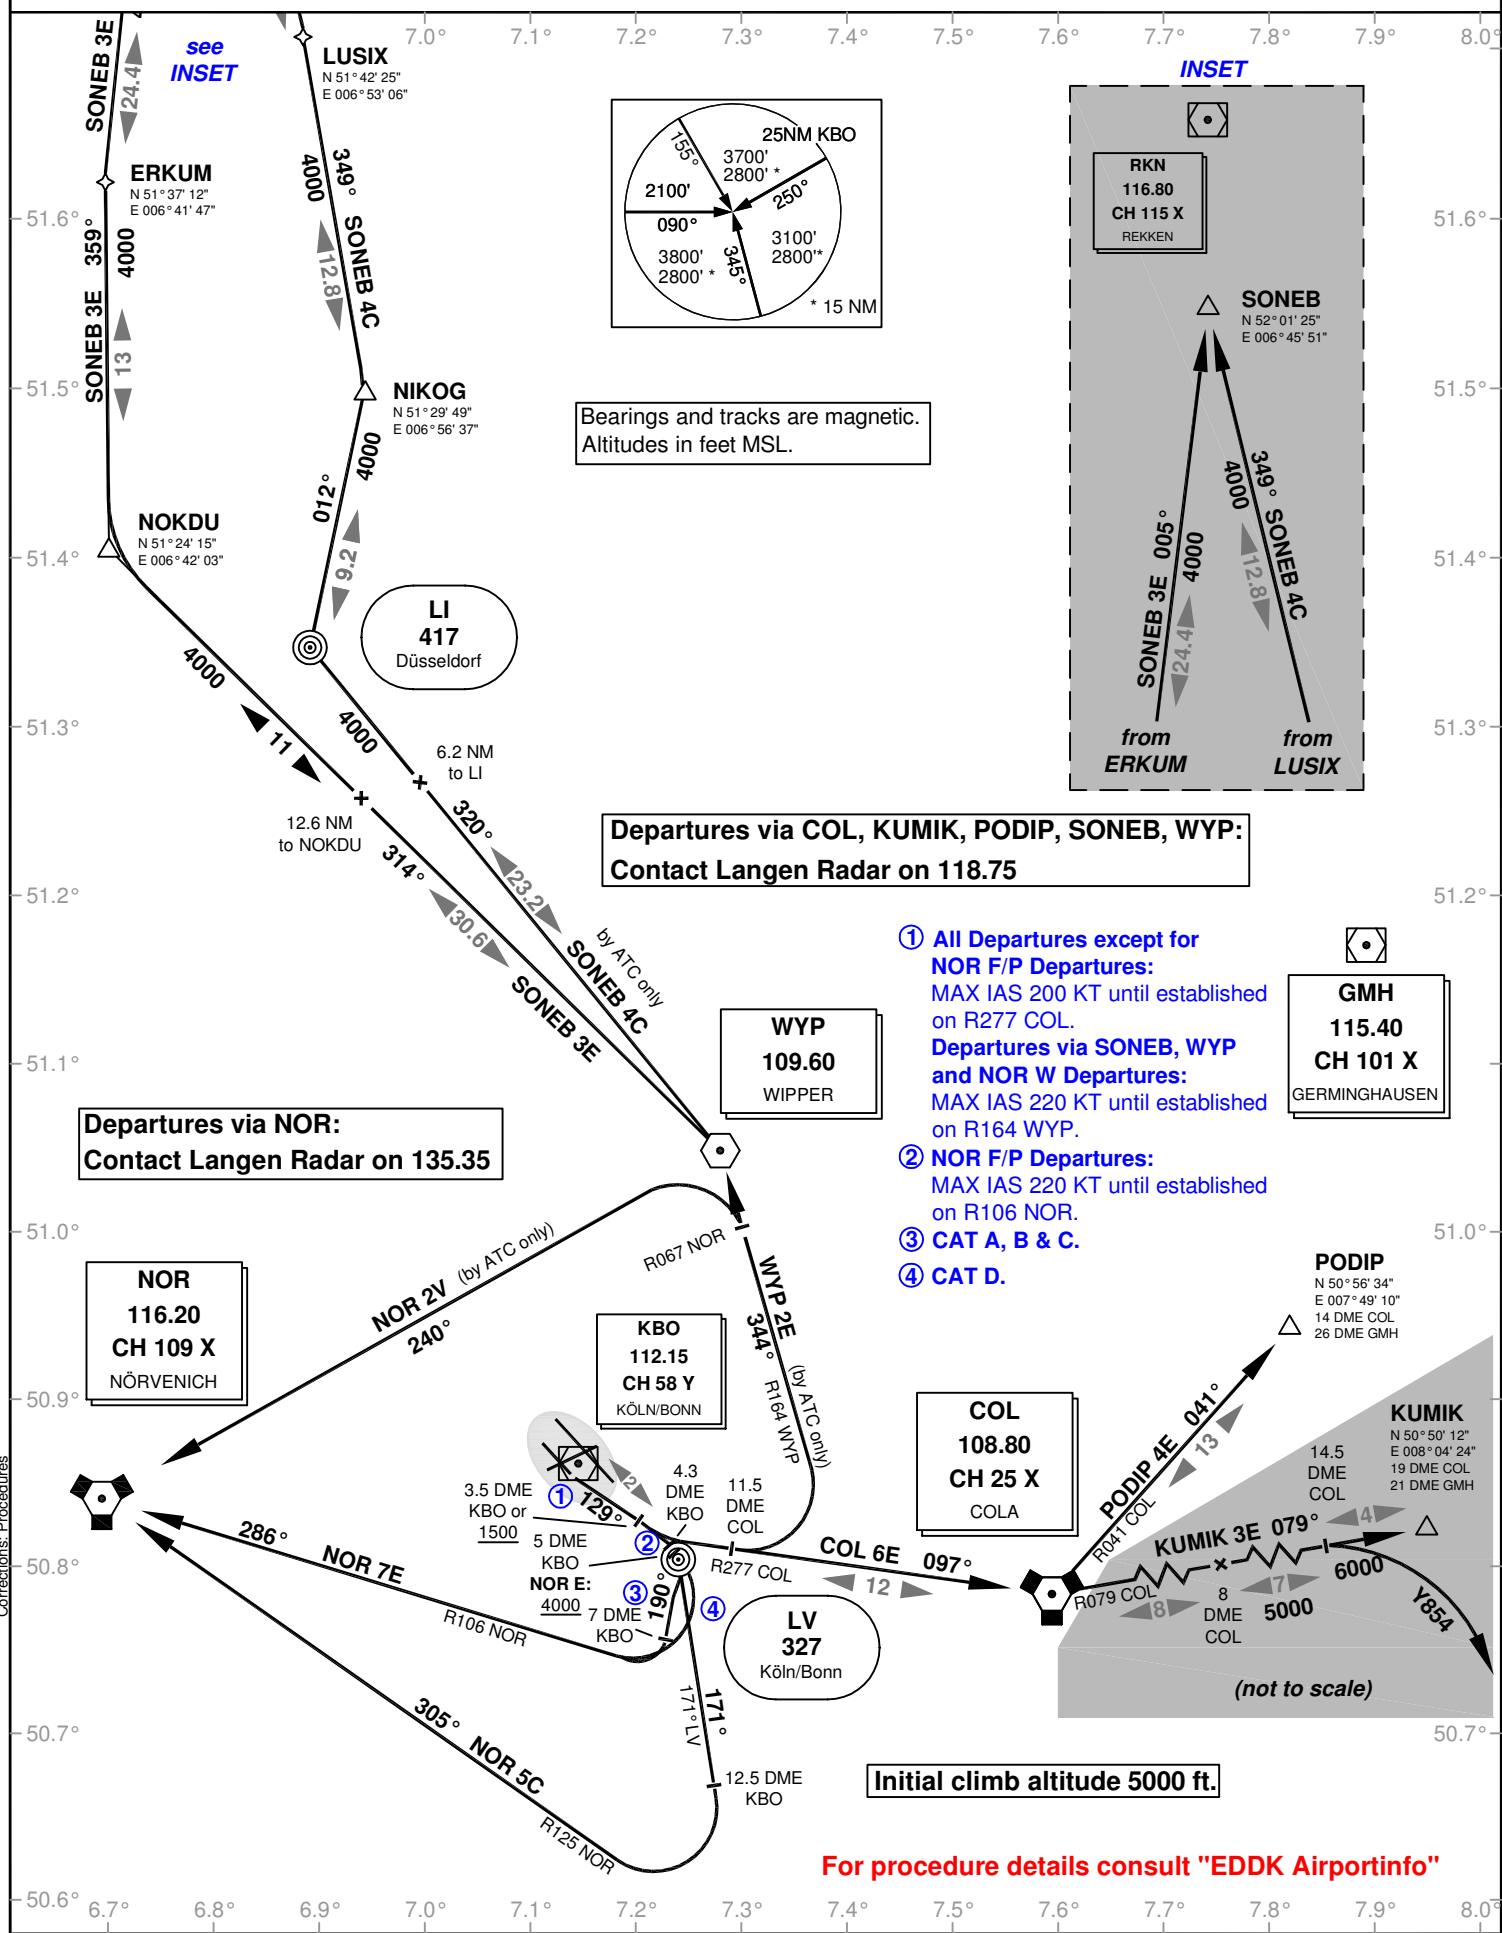 7.0°
7.1°
7.2°
7.3°
7.4°
7.5°
7.6°
7.7°
7.8°
7.9°
8.0°
see
INSET
SONEB 3E
24.4
LUSIX
N 51°42' 25"
E 006°53' 06"
ERKUM
N 51°37' 12"
E 006°41' 47"
349° SONEB 4C
4000
12.8
SONEB 3E 359°
4000
13
25NM KBO
155°
3700'
2800' *
2100'
090°
250°
3800'
2800' *
345°
3100'
2800'*
* 15 NM
INSET
RKN
116.80
CH 115 X
REKKEN
SONEB
N 52°01' 25"
E 006°45' 51"
SONEB 3E 005°
4000
24.4
349° SONEB 4C
4000
12.8
from
ERKUM
from
LUSIX
51.6°
51.6°
51.5°
51.5°
51.4°
51.4°
51.3°
51.3°
51.2°
51.2°
51.1°
51.0°
51.0°
50.9°
50.8°
50.7°
50.7°
50.6°
NIKOG
N 51°29' 49"
E 006°56' 37"
Bearings and tracks are magnetic.
Altitudes in feet MSL.
012°
4000
9.2
NOKDU
N 51°24' 15"
E 006°42' 03"
LI
417
Düsseldorf
4000
11
4000
6.2 NM
to LI
12.6 NM
to NOKDU
320°
23.2
by ATC only
SONEB 4C
314°
30.6
SONEB 3E
Departures via COL, KUMIK, PODIP, SONEB, WYP:
Contact Langen Radar on 118.75
① All Departures except for
NOR F/P Departures:
MAX IAS 200 KT until established
on R277 COL.
Departures via SONEB, WYP
and NOR W Departures:
MAX IAS 220 KT until established
on R164 WYP.
② NOR F/P Departures:
MAX IAS 220 KT until established
on R106 NOR.
③ CAT A, B & C.
④ CAT D.
GMH
115.40
CH 101 X
GERMINGHAUSEN
WYP
109.60
WIPPER
Departures via NOR:
Contact Langen Radar on 135.35
NOR
116.20
CH 109 X
NÖRVENICH
NOR 2V (by ATC only)
240°
R067 NOR
WYP 2E
344°
(by ATC only)
R164 WYP
KBO
112.15
CH 58 Y
KÖLN/BONN
PODIP
N 50°56' 34"
E 007°49' 10"
14 DME COL
26 DME GMH
COL
108.80
CH 25 X
COLA
PODIP 4E 041°
13
R041 COL
KUMIK
N 50°50' 12"
E 008°04' 24"
19 DME COL
21 DME GMH
14.5
DME
COL
4
KUMIK 3E 079°
R079 COL
8
8
DME
COL
7
5000
6000
Y854
(not to scale)
2
①
129°
3.5 DME
KBO or
1500
4.3
DME
KBO
11.5
DME
COL
②
5 DME
KBO
NOR E:
4000
③
7 DME
KBO
190°
④
R277 COL
COL 6E 097°
12
286° NOR 7E
R106 NOR
LV
327
Köln/Bonn
171°
171° LV
12.5 DME
KBO
305° NOR 5C
R125 NOR
Initial climb altitude 5000 ft.
For procedure details consult "EDDK Airportinfo"
Corrections: Procedures
6.7°
6.8°
6.9°
7.0°
7.1°
7.2°
7.3°
7.4°
7.5°
7.6°
7.7°
7.8°
7.9°
8.0°